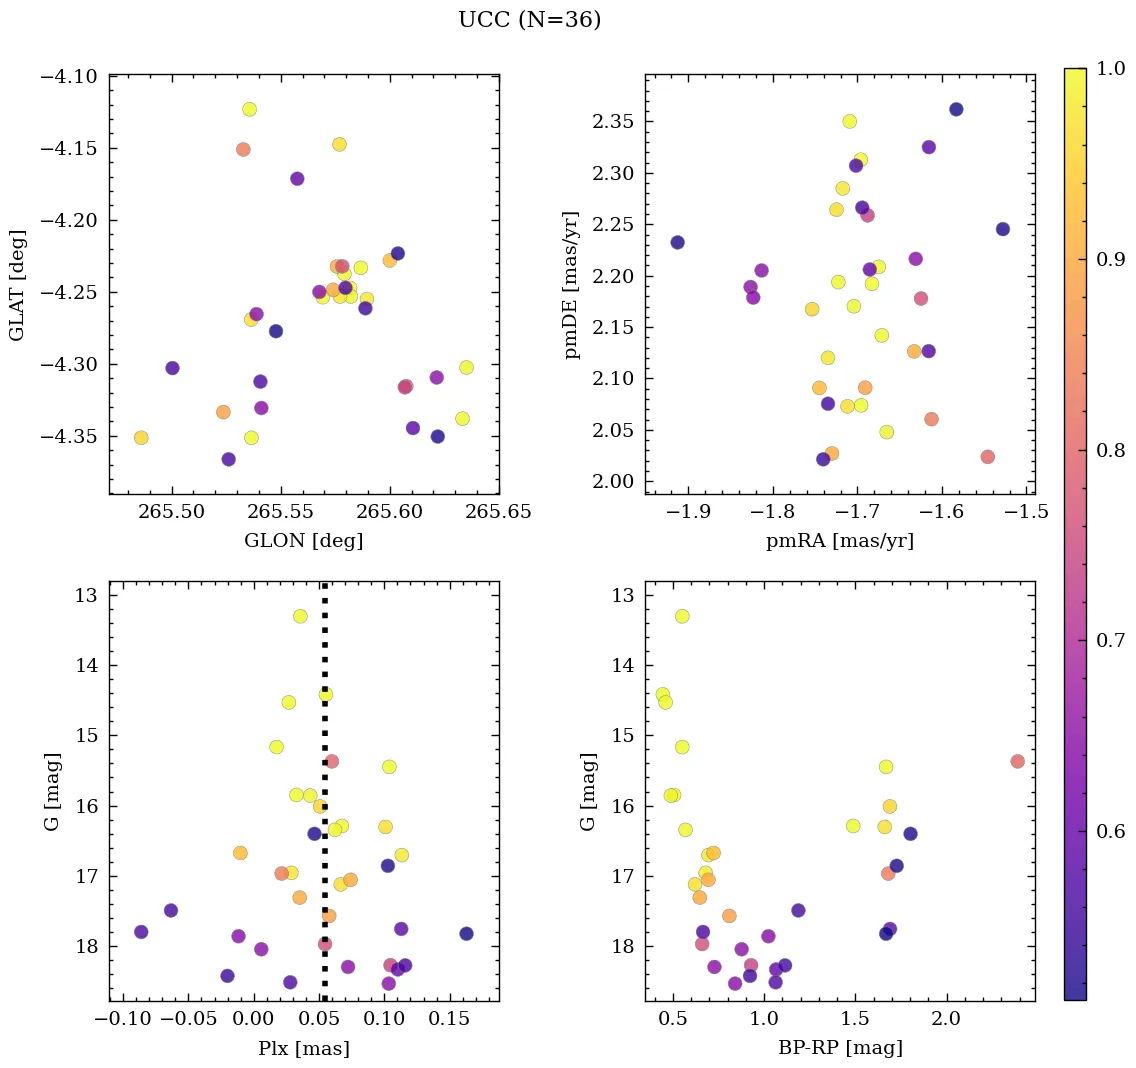 UCC (N=36)
−4.10
−4.15
−4.20
−4.25
−4.30
−4.35
GLAT [deg]
265.50 265.55 265.60 265.65
GLON [deg]
2.35
2.30
2.25
2.20
2.15
2.10
2.05
2.00
pmDE [mas/yr]
−1.9 −1.8 −1.7 −1.6 −1.5
pmRA [mas/yr]
13
14
15
16
17
18
G [mag]
−0.10 −0.05 0.00 0.05 0.10 0.15
Plx [mas]
13
14
15
16
17
18
G [mag]
0.5 1.0 1.5 2.0
BP-RP [mag]
1.0
0.9
0.8
0.7
0.6